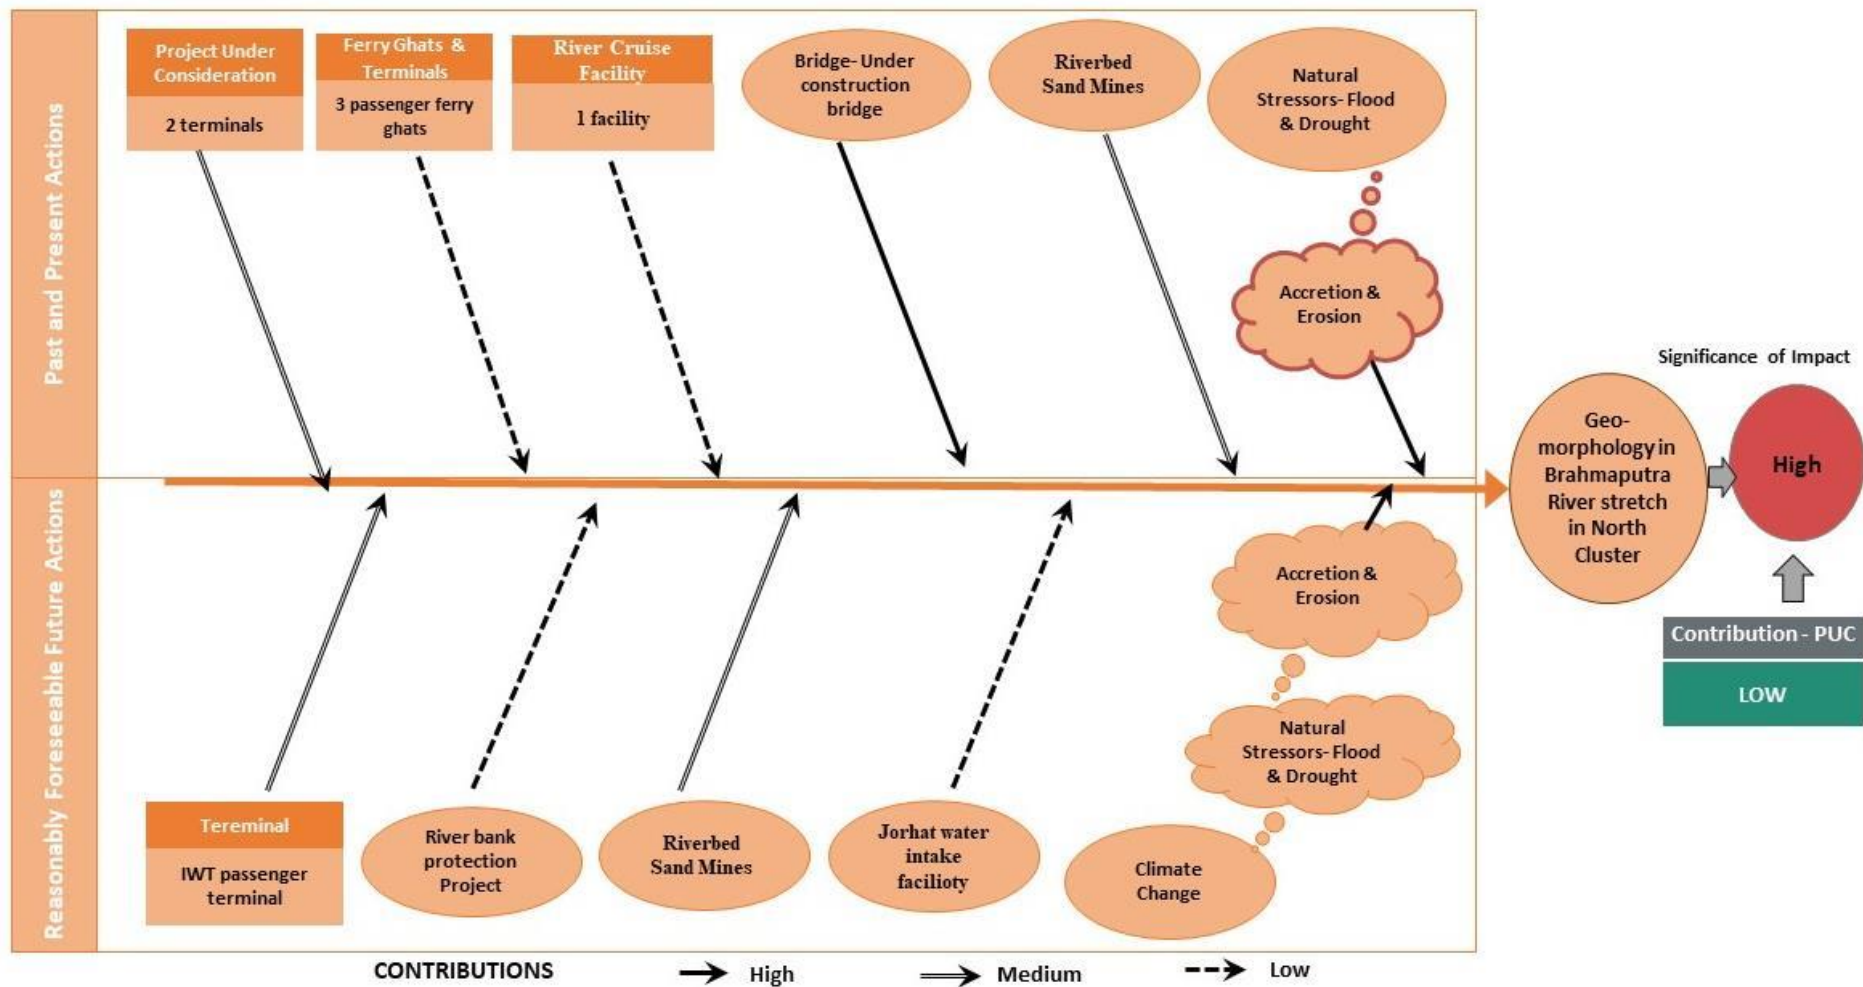 Past and Present Actions
Project Under
Consideration
2 terminals
Ferry Ghats &
Terminals
3 passenger ferry
ghats
River Cruise
Facility
1 facility
Bridge- Under
construction
bridge
Riverbed
Sand Mines
Natural
Stressors- Flood
& Drought
Accretion &
Erosion
Significance of Impact
Geo-
morphology in
Brahmaputra
River stretch
in North
Cluster
High
Contribution - PUC
LOW
Reasonably Foreseeable Future Actions
Accretion &
Erosion
Natural
Stressors- Flood
& Drought
Tereminal
IWT passenger
terminal
River bank
protection
Project
Riverbed
Sand Mines
Jorhat water
intake
facilioty
Climate
Change
CONTRIBUTIONS
High
Medium
Low